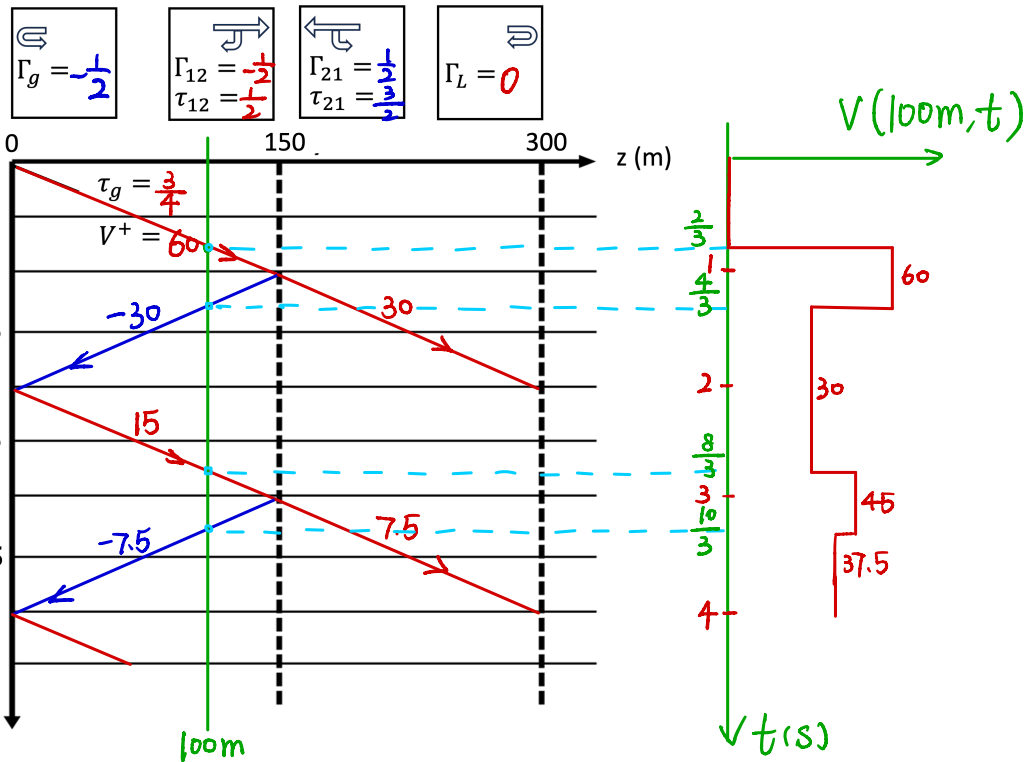 Γg = -1/2
Γ12 = -1/2
τ12 = 1/2
Γ21 = 1/2
τ21 = 3/2
ΓL = 0
V(100m,t)
0 150 300 z (m)
τg = 3/4
V+ = 60
2/3
1
60
4/3
-30
30
2
30
15
8/3
3
45
-7.5
7.5
10/3
37.5
4
100m
t(s)